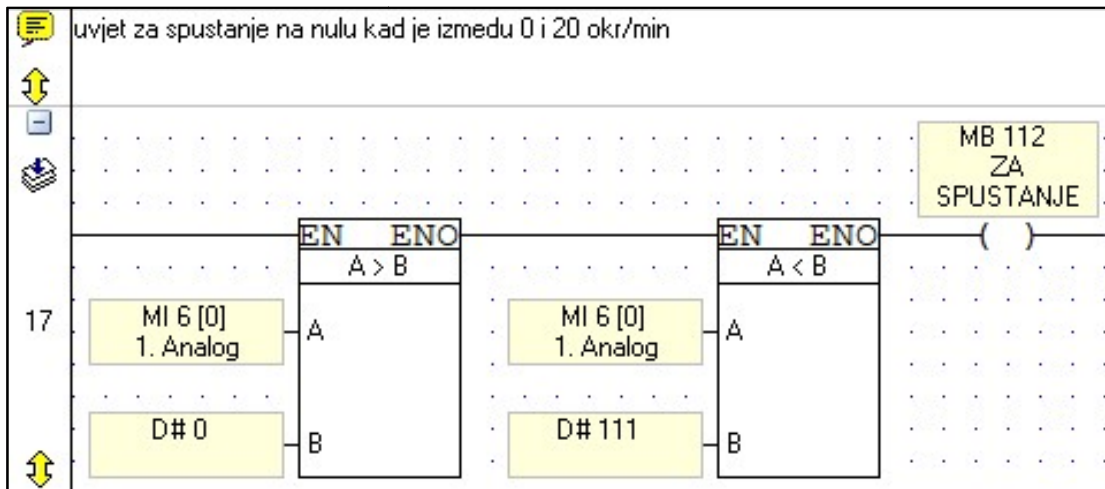 uvjet za spustanje na nulu kad je izmedu 0 i 20 okr/min
MB 112
ZA
SPUSTANJE
EN ENO
A > B
EN ENO
A < B
( )
17
MI 6 [0]
1. Analog
A
MI 6 [0]
1. Analog
A
D# 0
B
D# 111
B